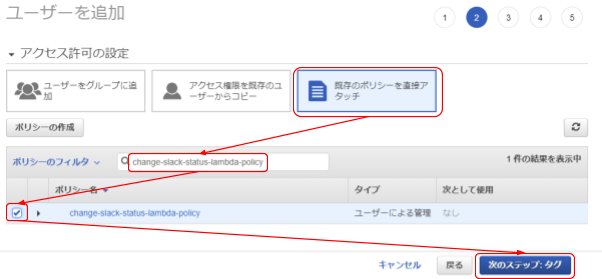 ユーザーを追加
1 2 3 4 5
アクセス許可の設定
ユーザーをグループに追
加
アクセス権限を既存のユ
ーザーからコピー
既存のポリシーを直接ア
タッチ
ポリシーの作成
ポリシーのフィルタ
change-slack-status-lambda-policy
1 件の結果を表示中
ポリシー名
タイプ
次として使用
change-slack-status-lambda-policy
ユーザーによる管理
なし
キャンセル
戻る
次のステップ: タグ